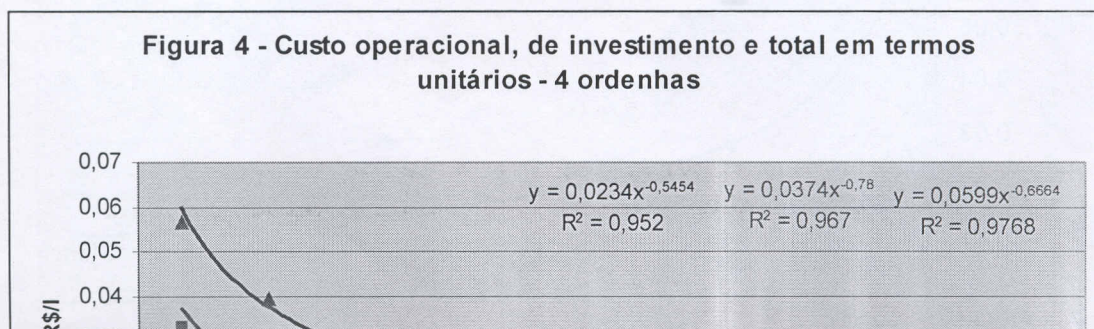 Figura 4 - Custo operacional, de investimento e total em termos
unitários - 4 ordenhas
0,07
y = 0,0234x^-0,5454 y = 0,0374x^-0,78 y = 0,0599x^-0,6664
0,06
R² = 0,952 R² = 0,967 R² = 0,9768
0,05
0,04
R$/l